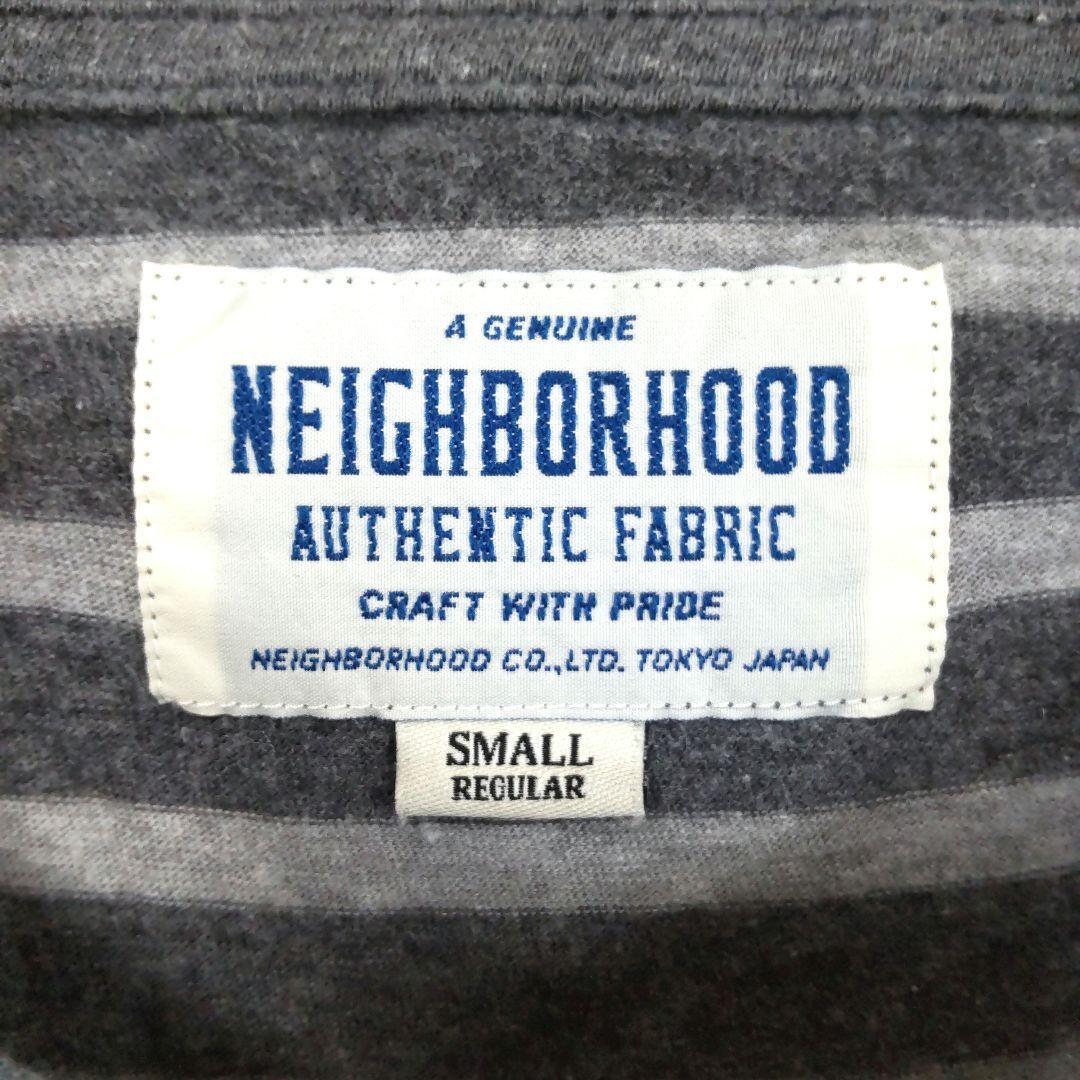 A GENUINE
NEIGHBORHOOD
AUTHENTIC FABRIC
CRAFT WITH PRIDE
NEIGHBORHOOD CO.,LTD. TOKYO JAPAN
SMALL
REGULAR